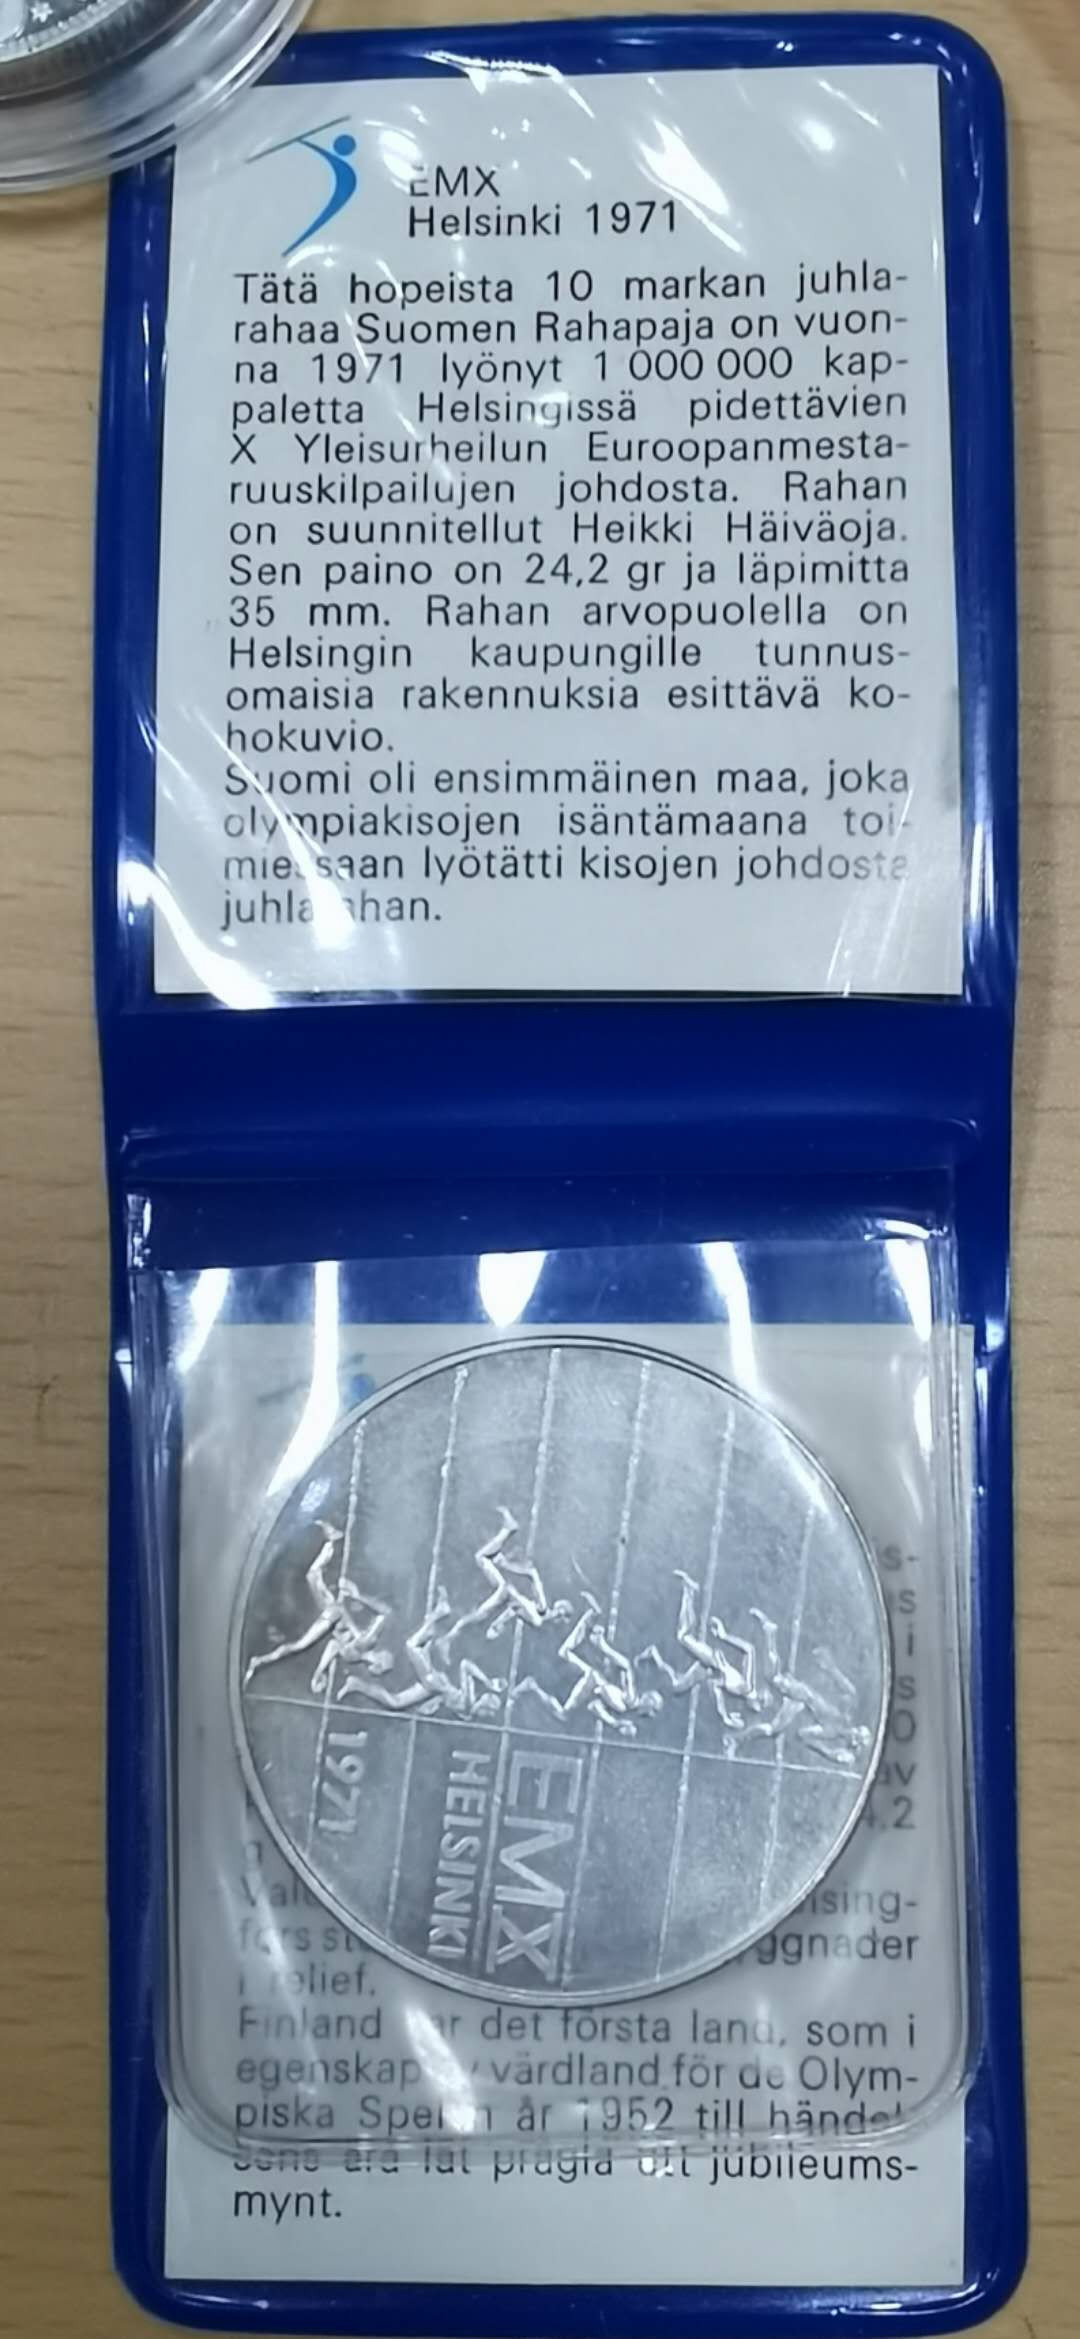 EMX
Helsinki 1971
Tätä hopeista 10 markan juhla-
rahaa Suomen Rahapaja on vuon-
na 1971 lyönyt 1 000 000 kap-
paletta Helsingissä pidettävien
X Yleisurheilun Euroopanmesta-
ruuskilpailujen johdosta. Rahan
on suunnitellut Heikki Häiväoja.
Sen paino on 24,2 gr ja läpimitta
35 mm. Rahan arvopuolella on
Helsingin kaupungille tunnus-
omaisia rakennuksia esittävä ko-
hokuvio.
Suomi oli ensimmäinen maa, joka
olympiakisojen isäntämaana toi-
miessaan lyötätti kisojen johdosta
juhlarahan.
1971
HELSINKI
EMX
relief.
Finland det första land, som i
värdland för de Olym-
piska Spelen år 1952 till händel-
jubileums-
mynt.